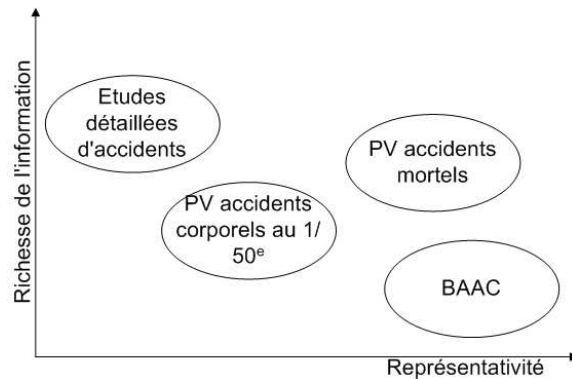 Richesse de l'information
Etudes
détaillées
d'accidents
PV accidents
mortels
PV accidents
corporels au 1/
50e
BAAC
Représentativité